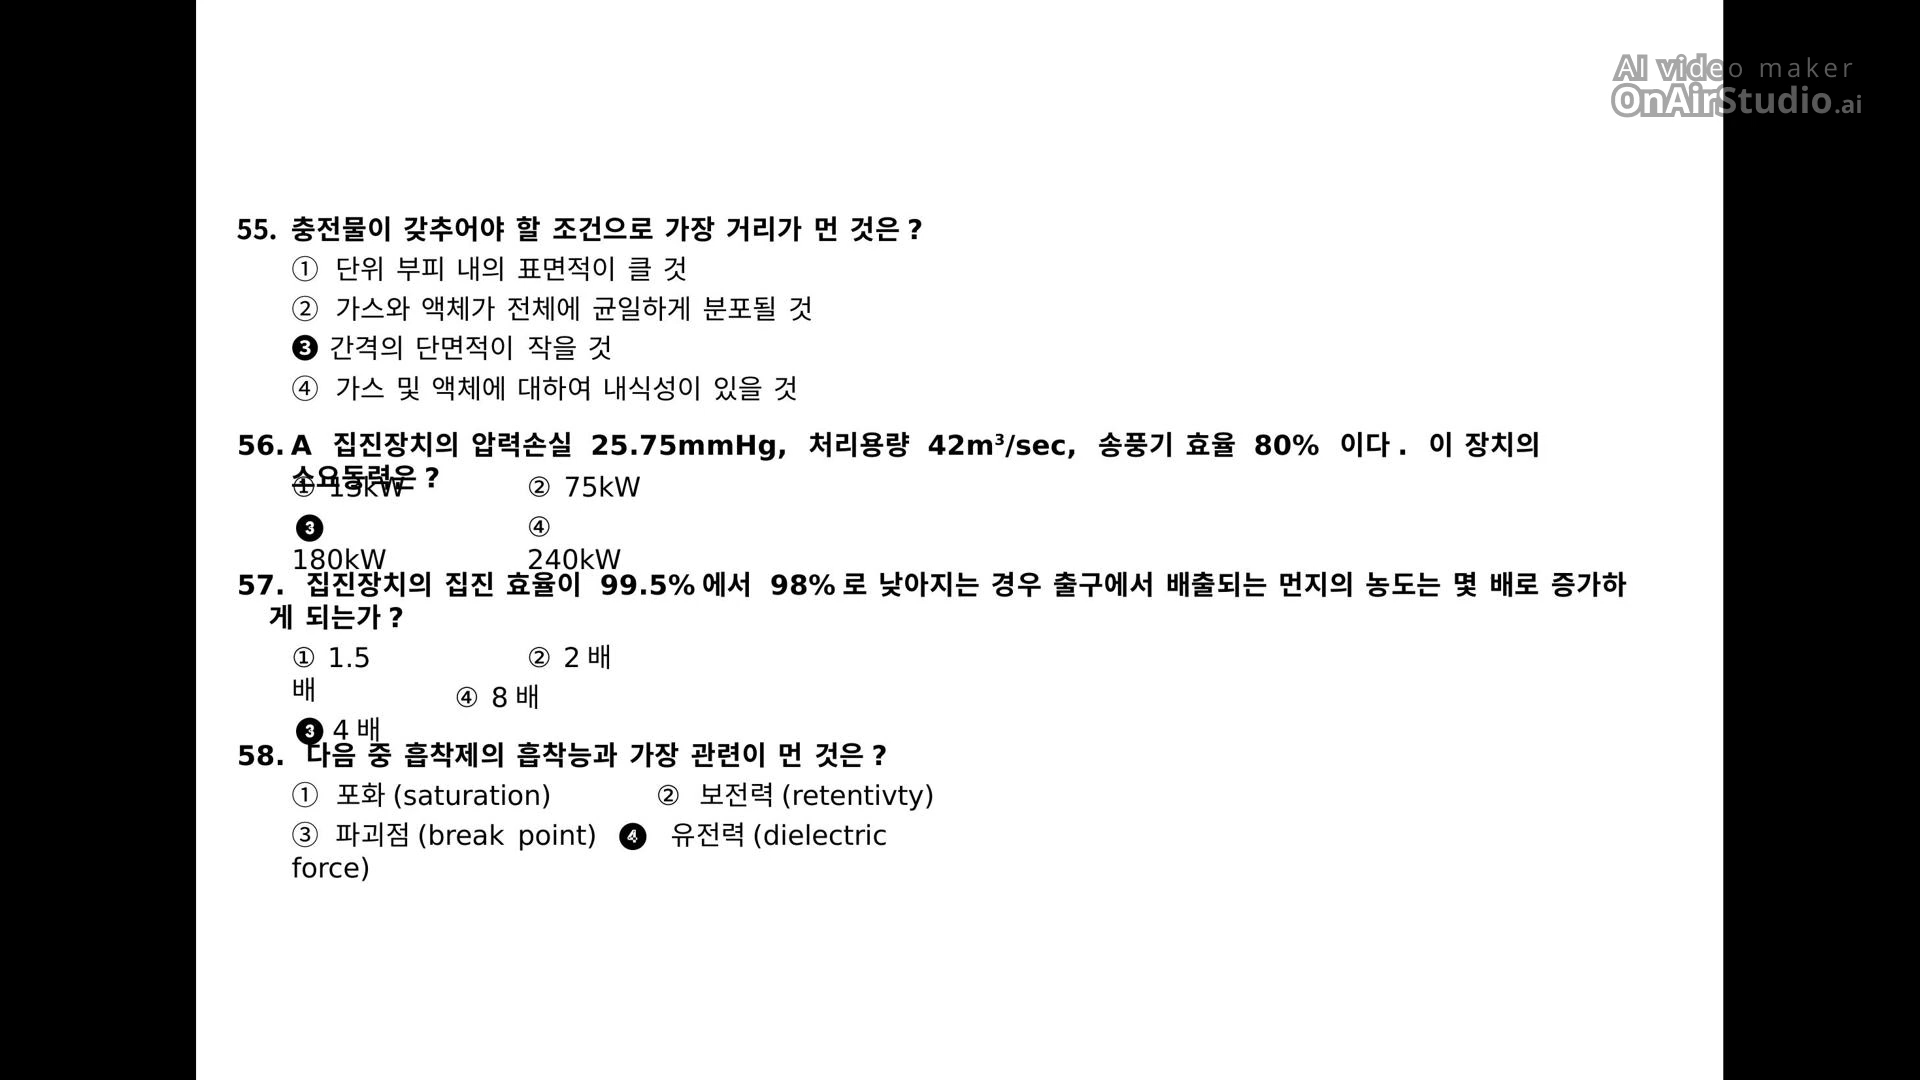 AI video maker
OnAirStudio.ai
55. 충전물이 갖추어야 할 조건으로 가장 거리가 먼 것은?
① 단위 부피 내의 표면적이 클 것
② 가스와 액체가 전체에 균일하게 분포될 것
❸ 간격의 단면적이 작을 것
④ 가스 및 액체에 대하여 내식성이 있을 것
56. A 집진장치의 압력손실 25.75mmHg, 처리용량 42m³/sec, 송풍기 효율 80% 이다. 이 장치의
소요동력은?
① 15kW ② 75kW
❸ ④
180kW 240kW
57. 집진장치의 집진 효율이 99.5%에서 98%로 낮아지는 경우 출구에서 배출되는 먼지의 농도는 몇 배로 증가하
게 되는가?
① 1.5 ② 2배
배
④ 8배
❸ 4배
58. 다음 중 흡착제의 흡착능과 가장 관련이 먼 것은?
① 포화(saturation) ② 보전력(retentivty)
③ 파괴점(break point) ❹ 유전력(dielectric
force)